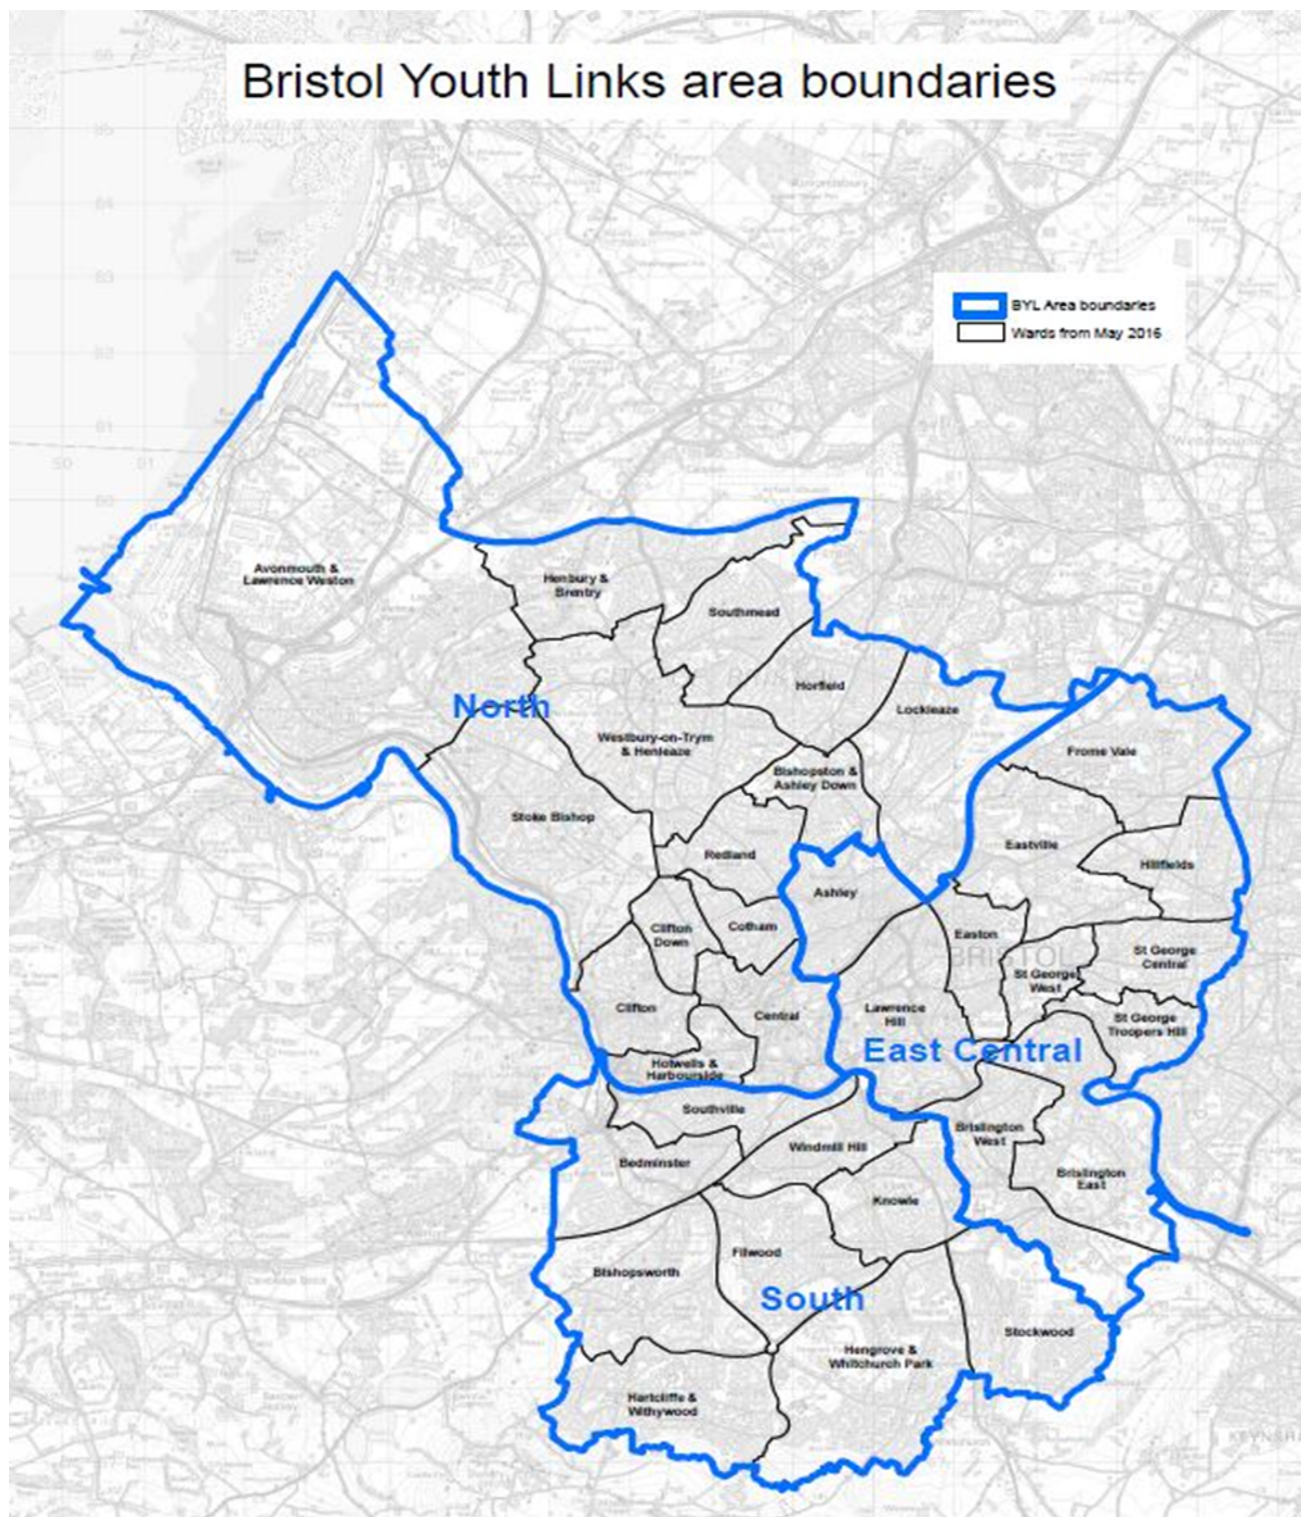 Bristol Youth Links area boundaries
BYL Area boundaries
Wards from May 2016
Avonmouth &
Lawrence Weston
Henbury &
Brentry
Southmead
Horfield
Lockleaze
North
Westbury-on-Trym
& Henleaze
Frome Vale
Bishopston &
Ashley Down
Stoke Bishop
Eastville
Redland
Hillfields
Ashley
Clifton
Down
Cotham
Easton
BRISTOL
St George
Central
St George
West
Clifton
Central
Lawrence
Hill
St George
Troopers Hill
East Central
Hotwells &
Harbourside
Southville
Brislington
West
Windmill Hill
Bedminster
Brislington
East
Knowle
Filwood
Bishopsworth
South
Stockwood
Hengrove &
Whitchurch Park
Hartcliffe &
Withywood